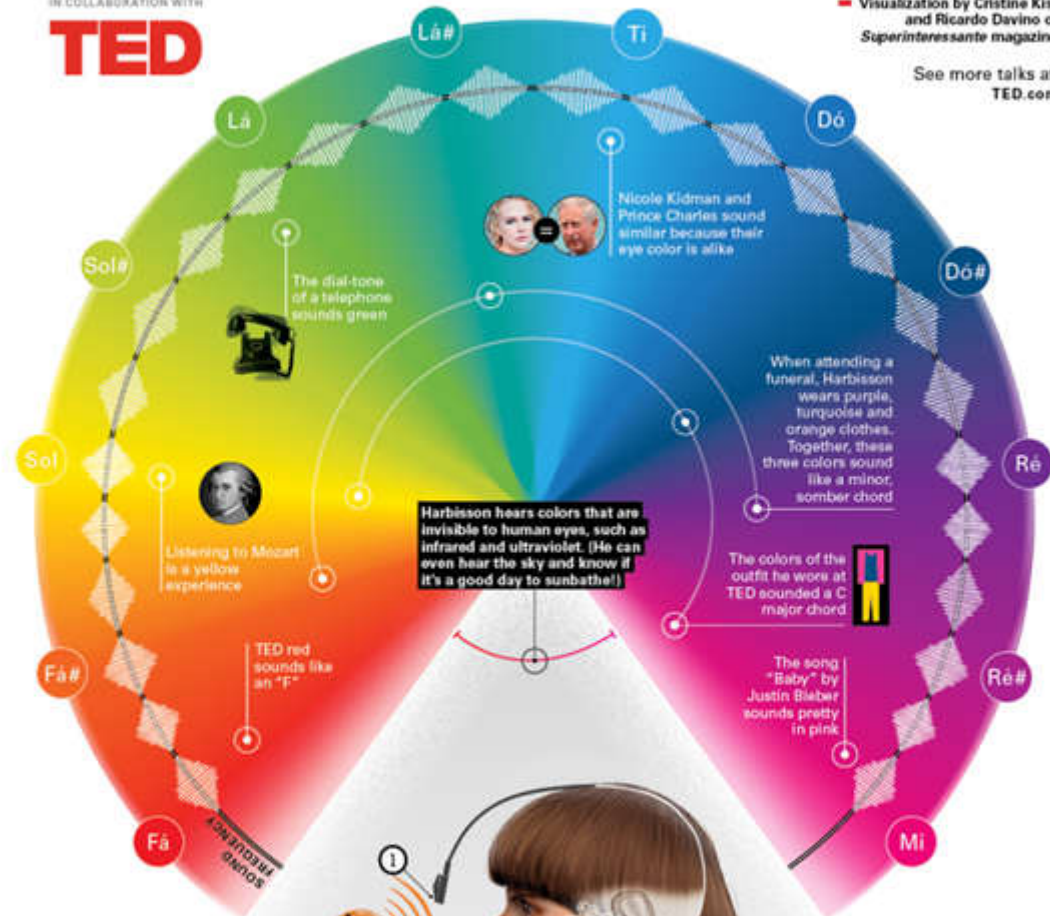 IN COLLABORATION WITH
TED
Visualization by Cristine
and Ricardo Davino
Superinteressante
See more talks
Lá#
Ti
Lá
Dó
Sol#
Dó#
Sol
Ré
Fá#
Ré#
Fá
Mi
Nicole Kidman and
Prince Charles sound
similar because their
eye color is alike
=
The dial-tone
of a telephone
sounds green
When attending a
funeral, Harbisson
wears purple,
turquoise and
orange clothes.
Together, these
three colors sound
like a minor,
somber chord
Harbisson hears colors that are
invisible to human eyes, such as
infrared and ultraviolet. (He can
even hear the sky and know if
it's a good day to sunbathe!)
Listening to Mozart
is a yellow
experience
The colors of the
outfit he wore at
TED sounded a C
major chord
TED red
sounds like
an "F"
The song
"Baby" by
Justin Bieber
sounds pretty
in pink
SOUND
FREQUENCY
1